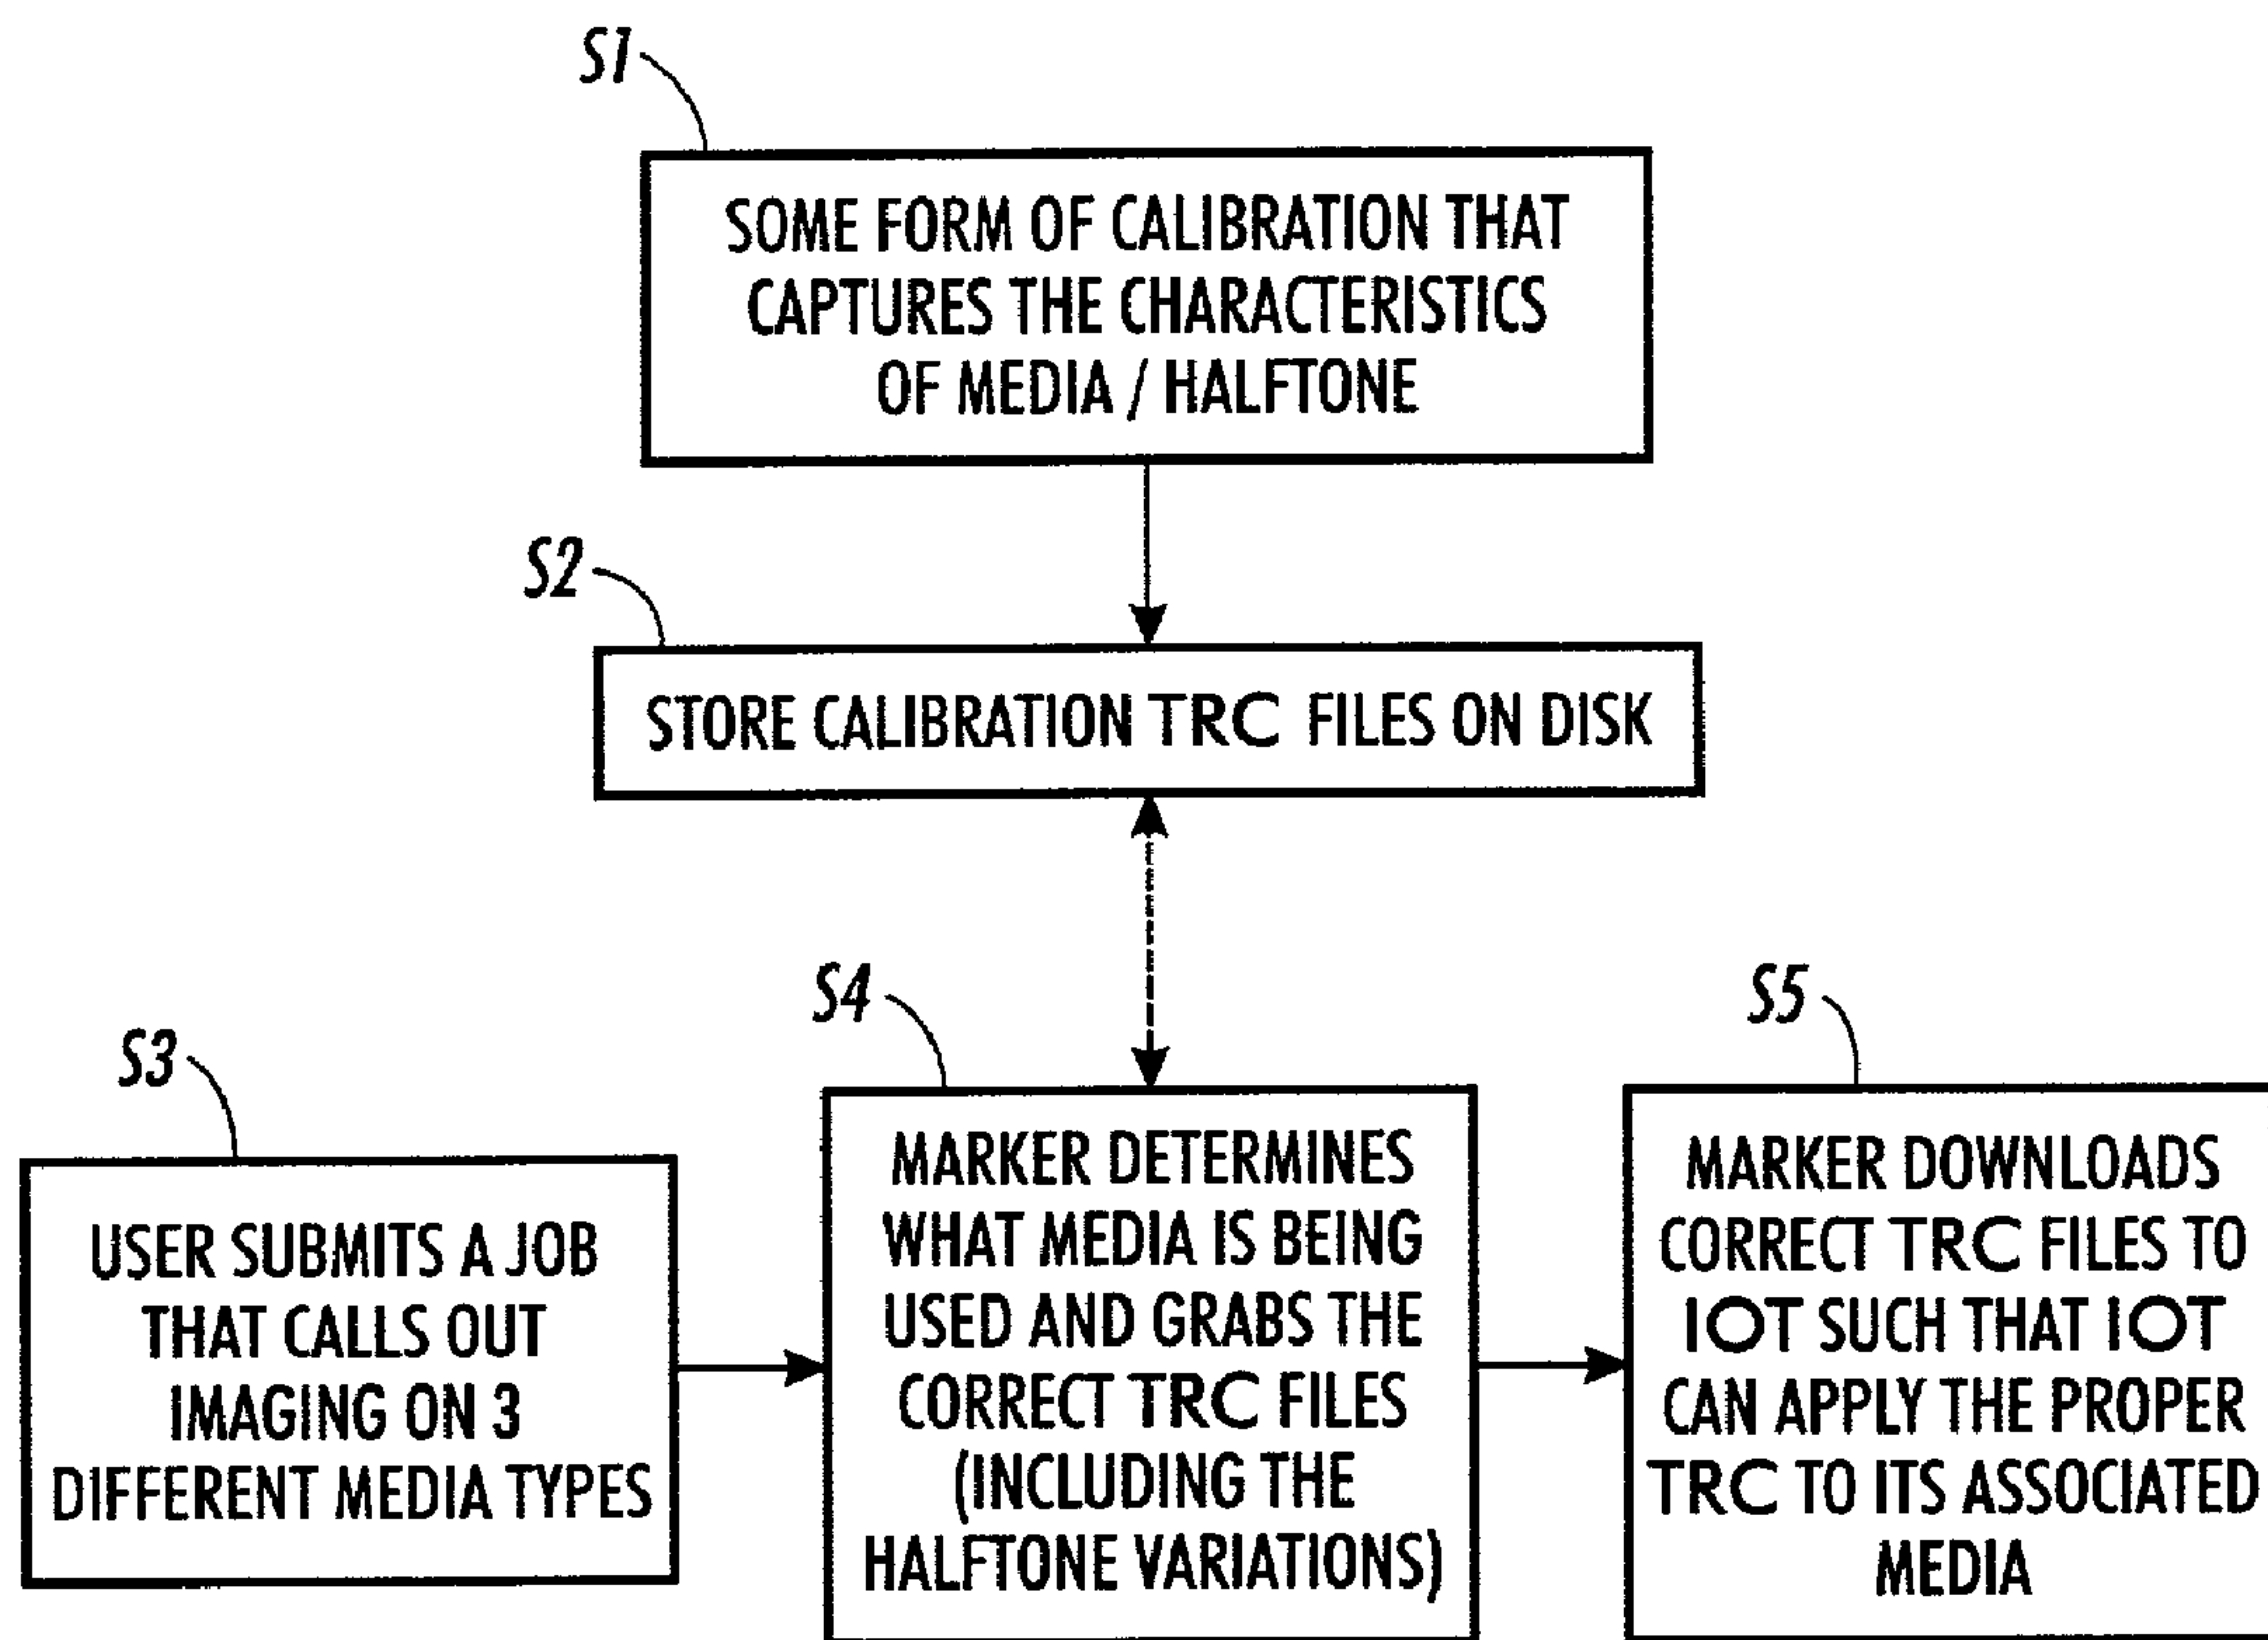 S1
SOME FORM OF CALIBRATION THAT
CAPTURES THE CHARACTERISTICS
OF MEDIA / HALFTONE
S2
STORE CALIBRATION TRC FILES ON DISK
S3
USER SUBMITS A JOB
THAT CALLS OUT
IMAGING ON 3
DIFFERENT MEDIA TYPES
S4
MARKER DETERMINES
WHAT MEDIA IS BEING
USED AND GRABS THE
CORRECT TRC FILES
(INCLUDING THE
HALFTONE VARIATIONS)
S5
MARKER DOWNLOADS
CORRECT TRC FILES TO
IOT SUCH THAT IOT
CAN APPLY THE PROPER
TRC TO ITS ASSOCIATED
MEDIA